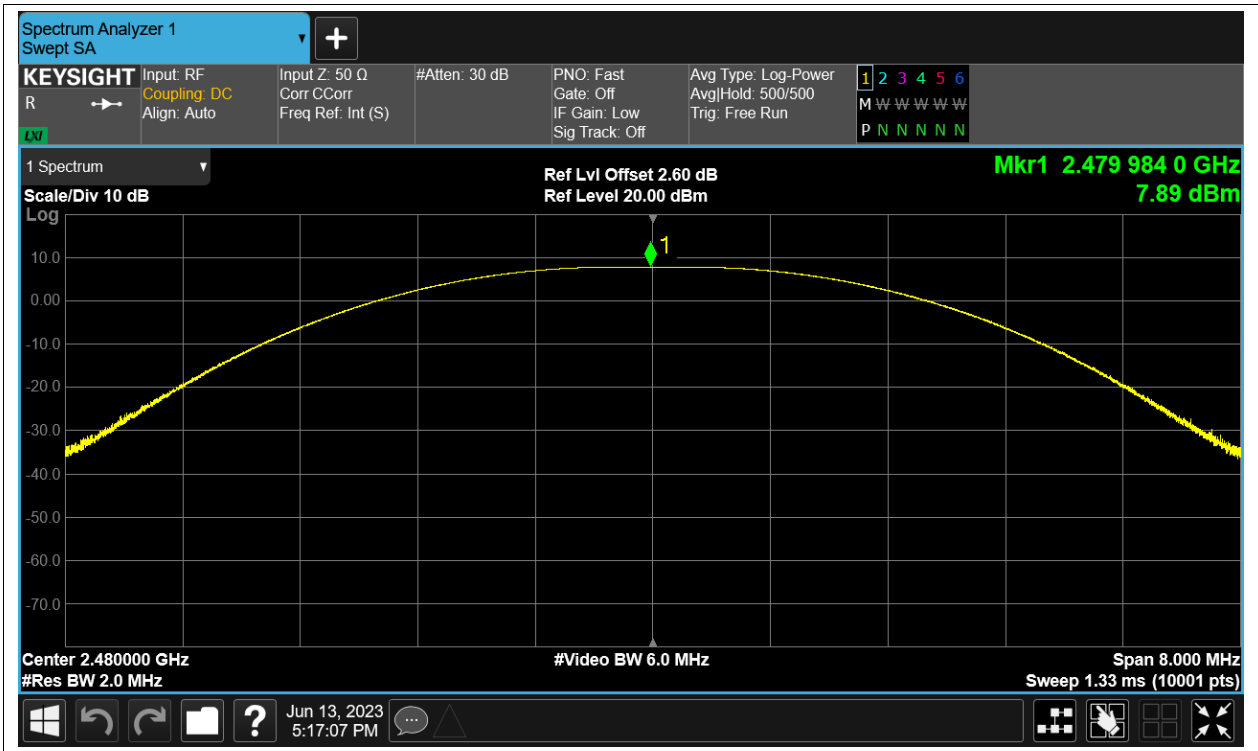 Spectrum Analyzer 1
Swept SA
KEYSIGHT
R
LXI
Input: RF
Coupling: DC
Align: Auto
Input Z: 50 Ω
Corr CCorr
Freq Ref: Int (S)
#Atten: 30 dB
PNO: Fast
Gate: Off
IF Gain: Low
Sig Track: Off
Avg Type: Log-Power
Avg|Hold: 500/500
Trig: Free Run
1 2 3 4 5 6
M W W W W W
P N N N N N
1 Spectrum
Scale/Div 10 dB
Log
Ref Lvl Offset 2.60 dB
Ref Level 20.00 dBm
Mkr1 2.479 984 0 GHz
7.89 dBm
1
10.0
0.00
-10.0
-20.0
-30.0
-40.0
-50.0
-60.0
-70.0
Center 2.480000 GHz
#Res BW 2.0 MHz
#Video BW 6.0 MHz
Span 8.000 MHz
Sweep 1.33 ms (10001 pts)
?
Jun 13, 2023
5:17:07 PM